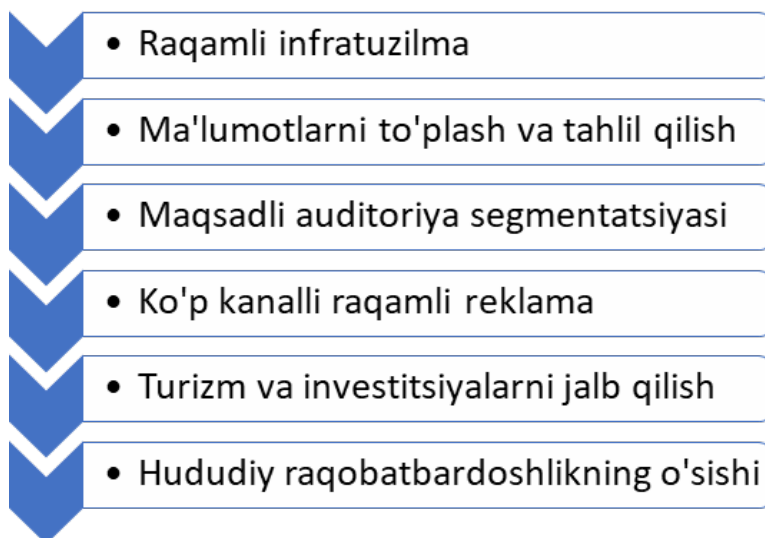 • Raqamli infratuzilma
• Ma'lumotlarni to'plash va tahlil qilish
• Maqsadli auditoriya segmentatsiyasi
• Ko'p kanalli raqamli reklama
• Turizm va investitsiyalarni jalb qilish
• Hududiy raqobatbardoshlikning o'sishi